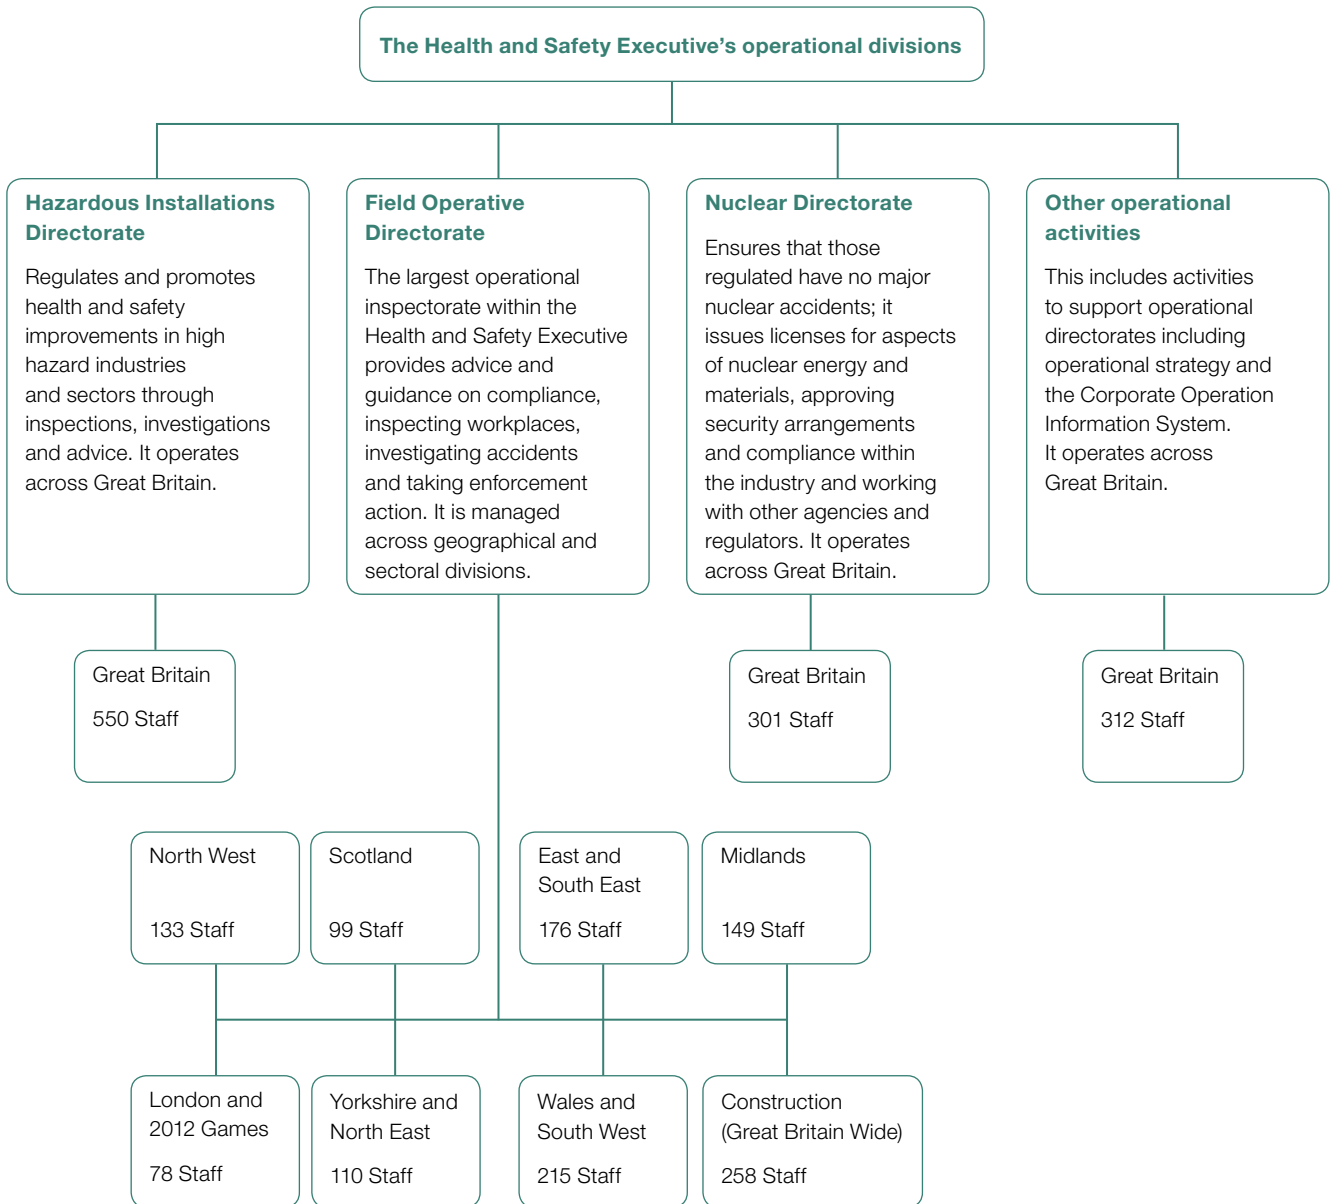 The Health and Safety Executive's operational divisions
Hazardous Installations
Directorate
Regulates and promotes
health and safety
improvements in high
hazard industries
and sectors through
inspections, investigations
and advice. It operates
across Great Britain.
Field Operative
Directorate
The largest operational
inspectorate within the
Health and Safety Executive
provides advice and
guidance on compliance,
inspecting workplaces,
investigating accidents
and taking enforcement
action. It is managed
across geographical and
sectoral divisions.
Nuclear Directorate
Ensures that those
regulated have no major
nuclear accidents; it
issues licenses for aspects
of nuclear energy and
materials, approving
security arrangements
and compliance within
the industry and working
with other agencies and
regulators. It operates
across Great Britain.
Other operational
activities
This includes activities
to support operational
directorates including
operational strategy and
the Corporate Operation
Information System.
It operates across
Great Britain.
Great Britain
550 Staff
Great Britain
301 Staff
Great Britain
312 Staff
North West
133 Staff
Scotland
99 Staff
East and
South East
176 Staff
Midlands
149 Staff
London and
2012 Games
78 Staff
Yorkshire and
North East
110 Staff
Wales and
South West
215 Staff
Construction
(Great Britain Wide)
258 Staff